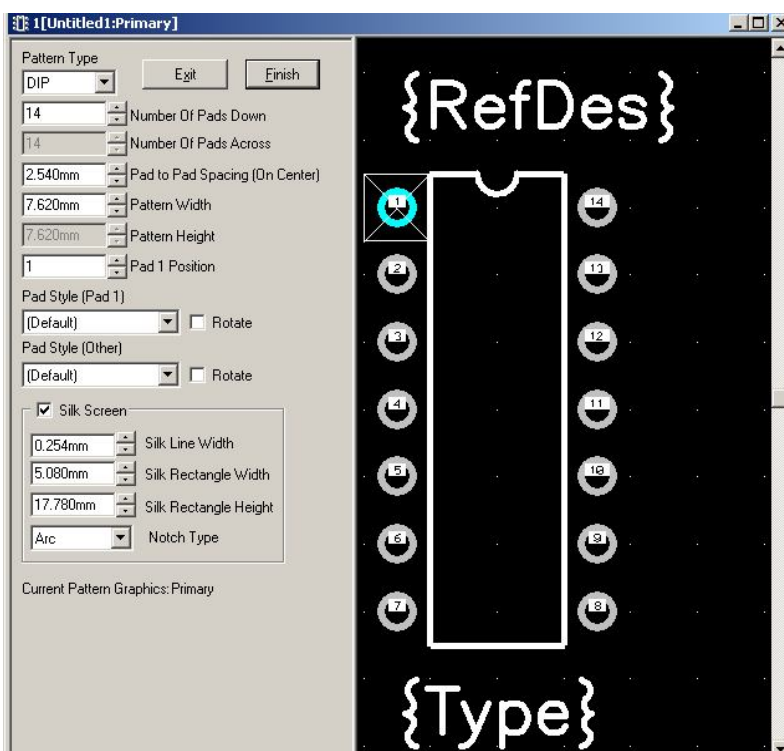 1[Untitled1:Primary]
Pattern Type
DIP
Exit
Finish
14 Number Of Pads Down
14 Number Of Pads Across
2.540mm Pad to Pad Spacing (On Center)
7.620mm Pattern Width
7.620mm Pattern Height
1 Pad 1 Position
Pad Style (Pad 1)
(Default) Rotate
Pad Style (Other)
(Default) Rotate
Silk Screen
0.254mm Silk Line Width
5.080mm Silk Rectangle Width
17.780mm Silk Rectangle Height
Arc Notch Type
Current Pattern Graphics: Primary
{RefDes}
1 14
2 13
3 12
4 11
5 10
6 9
7 8
{Type}